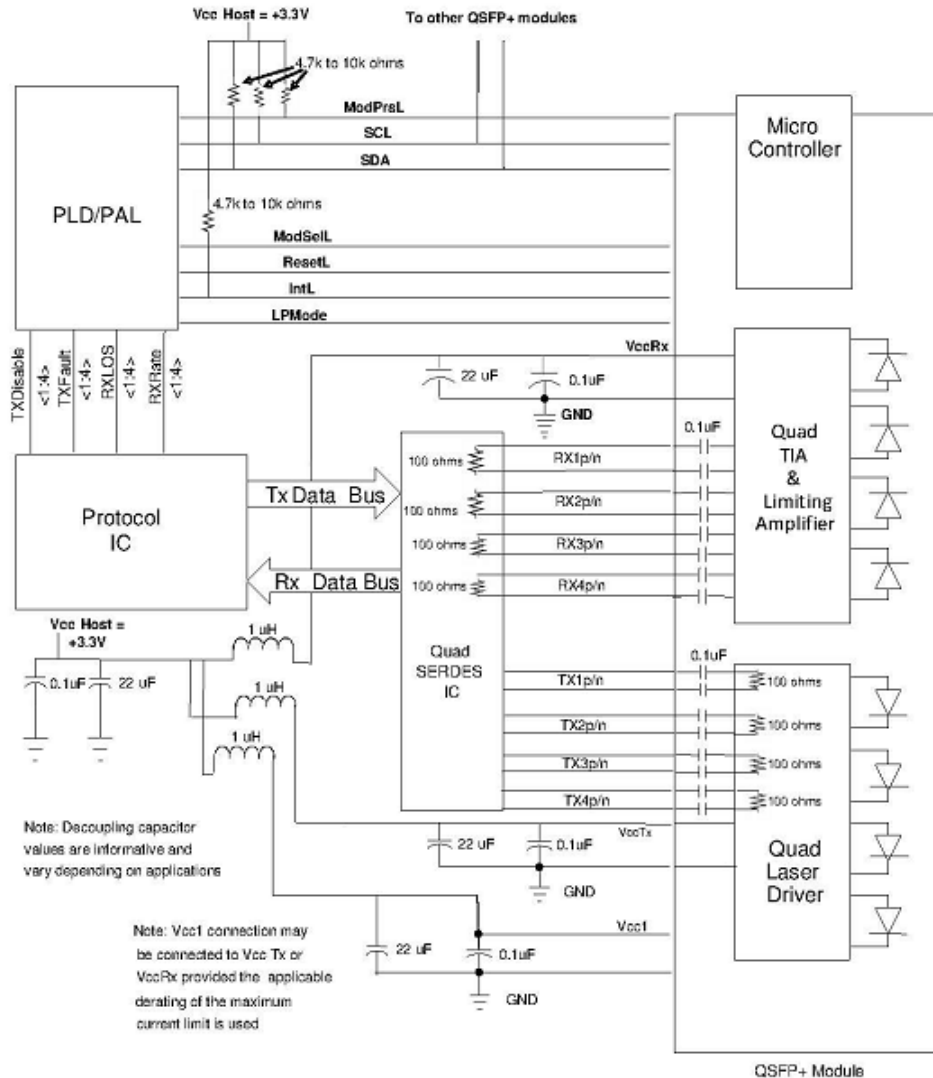 Vcc Host = +3.3V
To other QSFP+ modules
4.7k to 10k ohms
ModPrsL
SCL
SDA
PLD/PAL
4.7k to 10k ohms
ModSelL
ResetL
IntL
LPMode
Micro
Controller
TXDisable
<1:4>
TXFault
<1:4>
RXLOS
<1:4>
RXRate
<1:4>
VccRx
22 uF
0.1uF
GND
0.1uF
Quad
TIA
&
Limiting
Amplifier
100 ohms
RX1p/n
100 ohms
RX2p/n
100 ohms
RX3p/n
100 ohms
RX4p/n
Tx Data Bus
Protocol
IC
Rx Data Bus
Vcc Host =
+3.3V
0.1uF
22 uF
1 uH
1 uH
1 uH
Quad
SERDES
IC
0.1uF
TX1p/n
100 ohms
TX2p/n
100 ohms
TX3p/n
100 ohms
TX4p/n
100 ohms
Quad
Laser
Driver
VccTx
22 uF
0.1uF
GND
Note: Decoupling capacitor
values are informative and
vary depending on applications
Vcc1
22 uF
0.1uF
GND
Note: Vcc1 connection may
be connected to Vcc Tx or
VccRx provided the applicable
derating of the maximum
current limit is used
QSFP+ Module